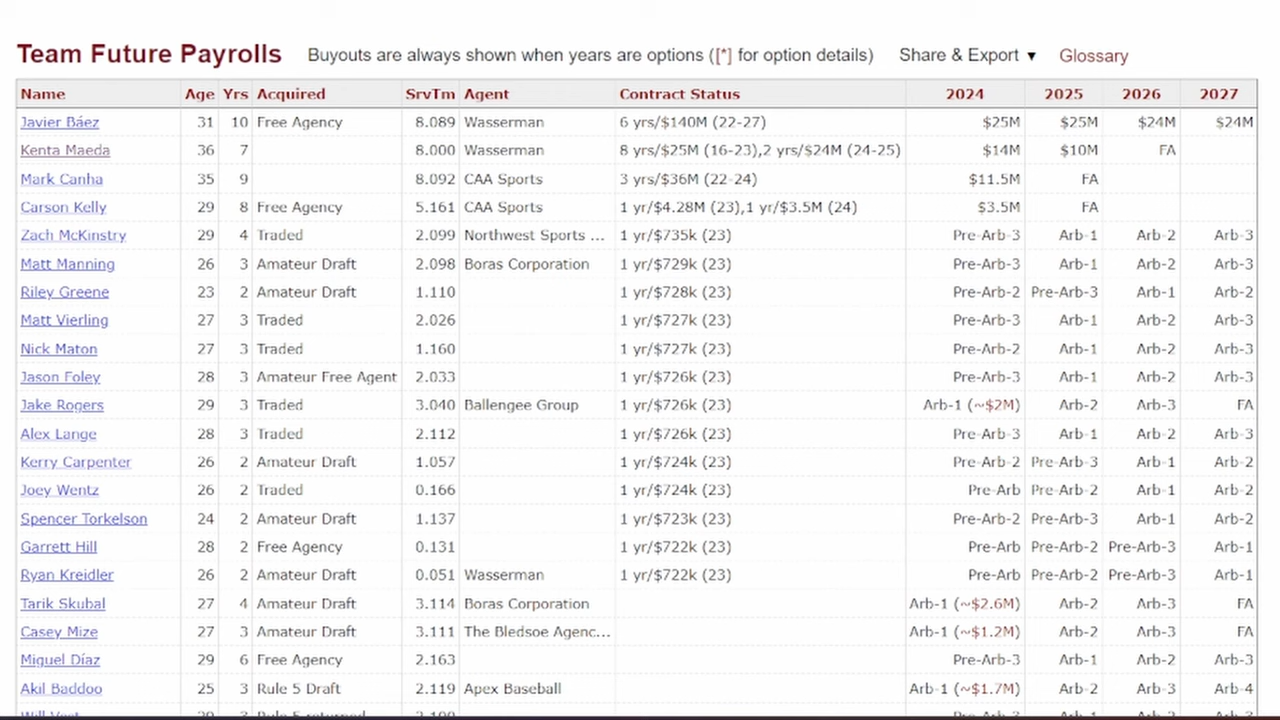 Team Future Payrolls Buyouts are always shown when years are options ([*] for option details) Share & Export ▼ Glossary
Name Age Yrs Acquired SrvTm Agent Contract Status 2024 2025 2026 2027
Javier Báez 31 10 Free Agency 8.089 Wasserman 6 yrs/$140M (22-27) $25M $25M $24M $24M
Kenta Maeda 36 7 8.000 Wasserman 8 yrs/$25M (16-23),2 yrs/$24M (24-25) $14M $10M FA
Mark Canha 35 9 8.092 CAA Sports 3 yrs/$36M (22-24) $11.5M FA
Carson Kelly 29 8 Free Agency 5.161 CAA Sports 1 yr/$4.28M (23),1 yr/$3.5M (24) $3.5M FA
Zach McKinstry 29 4 Traded 2.099 Northwest Sports ... 1 yr/$735k (23) Pre-Arb-3 Arb-1 Arb-2 Arb-3
Matt Manning 26 3 Amateur Draft 2.098 Boras Corporation 1 yr/$729k (23) Pre-Arb-3 Arb-1 Arb-2 Arb-3
Riley Greene 23 2 Amateur Draft 1.110 1 yr/$728k (23) Pre-Arb-2 Pre-Arb-3 Arb-1 Arb-2
Matt Vierling 27 3 Traded 2.026 1 yr/$727k (23) Pre-Arb-3 Arb-1 Arb-2 Arb-3
Nick Maton 27 3 Traded 1.160 1 yr/$727k (23) Pre-Arb-2 Arb-1 Arb-2 Arb-3
Jason Foley 28 3 Amateur Free Agent 2.033 1 yr/$726k (23) Pre-Arb-3 Arb-1 Arb-2 Arb-3
Jake Rogers 29 3 Traded 3.040 Ballengee Group 1 yr/$726k (23) Arb-1 (~$2M) Arb-2 Arb-3 FA
Alex Lange 28 3 Traded 2.112 1 yr/$726k (23) Pre-Arb-3 Arb-1 Arb-2 Arb-3
Kerry Carpenter 26 2 Amateur Draft 1.057 1 yr/$724k (23) Pre-Arb-2 Pre-Arb-3 Arb-1 Arb-2
Joey Wentz 26 2 Traded 0.166 1 yr/$724k (23) Pre-Arb Pre-Arb-2 Arb-1 Arb-2
Spencer Torkelson 24 2 Amateur Draft 1.137 1 yr/$723k (23) Pre-Arb-2 Pre-Arb-3 Arb-1 Arb-2
Garrett Hill 28 2 Free Agency 0.131 1 yr/$722k (23) Pre-Arb Pre-Arb-2 Pre-Arb-3 Arb-1
Ryan Kreidler 26 2 Amateur Draft 0.051 Wasserman 1 yr/$722k (23) Pre-Arb Pre-Arb-2 Pre-Arb-3 Arb-1
Tarik Skubal 27 4 Amateur Draft 3.114 Boras Corporation Arb-1 (~$2.6M) Arb-2 Arb-3 FA
Casey Mize 27 3 Amateur Draft 3.111 The Bledsoe Agenc... Arb-1 (~$1.2M) Arb-2 Arb-3 FA
Miguel Díaz 29 6 Free Agency 2.163 Pre-Arb-3 Arb-1 Arb-2 Arb-3
Akil Baddoo 25 3 Rule 5 Draft 2.119 Apex Baseball Arb-1 (~$1.7M) Arb-2 Arb-3 Arb-4